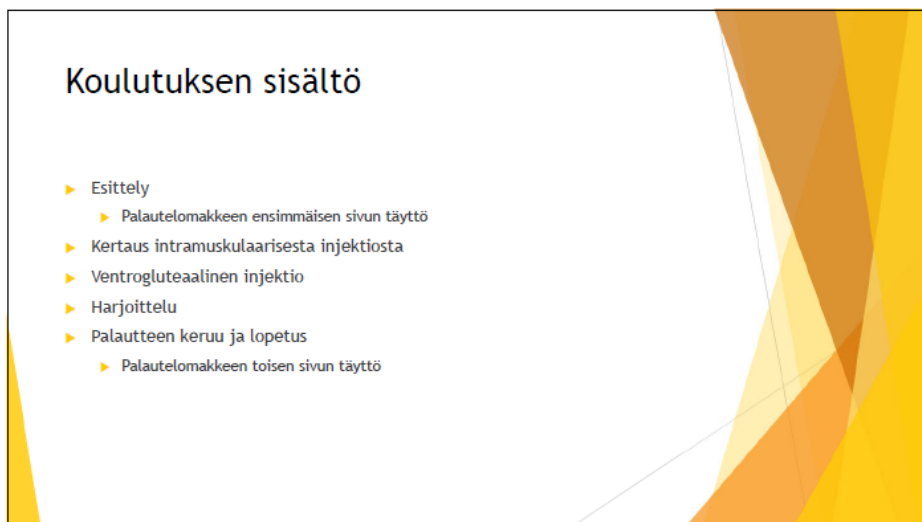 Koulutuksen sisältö
Esittely
Palautelomakkeen ensimmäisen sivun täyttö
Kertaus intramuskulaarisesta injektiosta
Ventrogluteaalinen injektio
Harjoittelu
Palautteen keruu ja lopetus
Palautelomakkeen toisen sivun täyttö